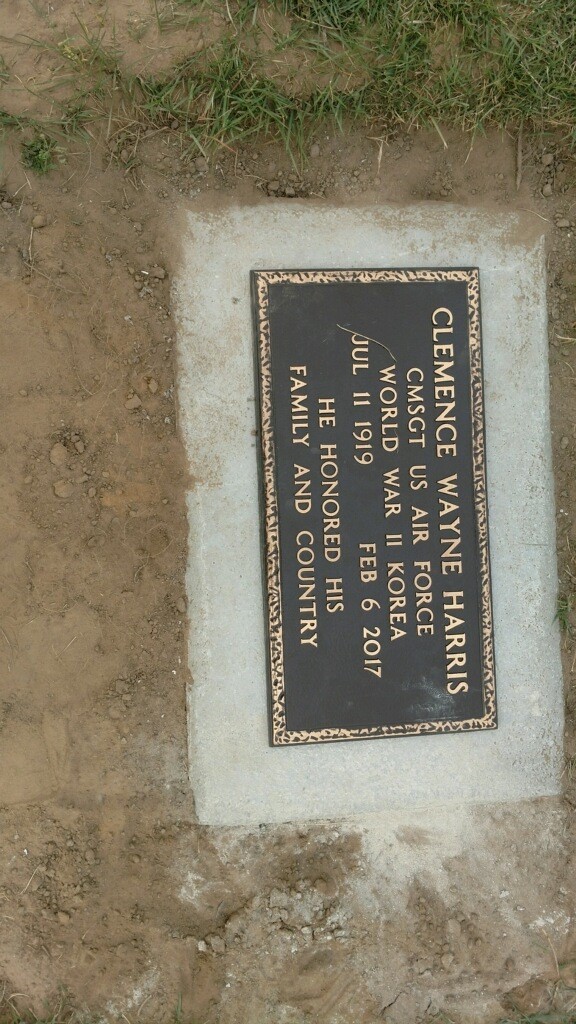 CLEMENCE WAYNE HARRIS
CMSGT US AIR FORCE
WORLD WAR II KOREA
JUL 11 1919 FEB 6 2017
HE HONORED HIS
FAMILY AND COUNTRY